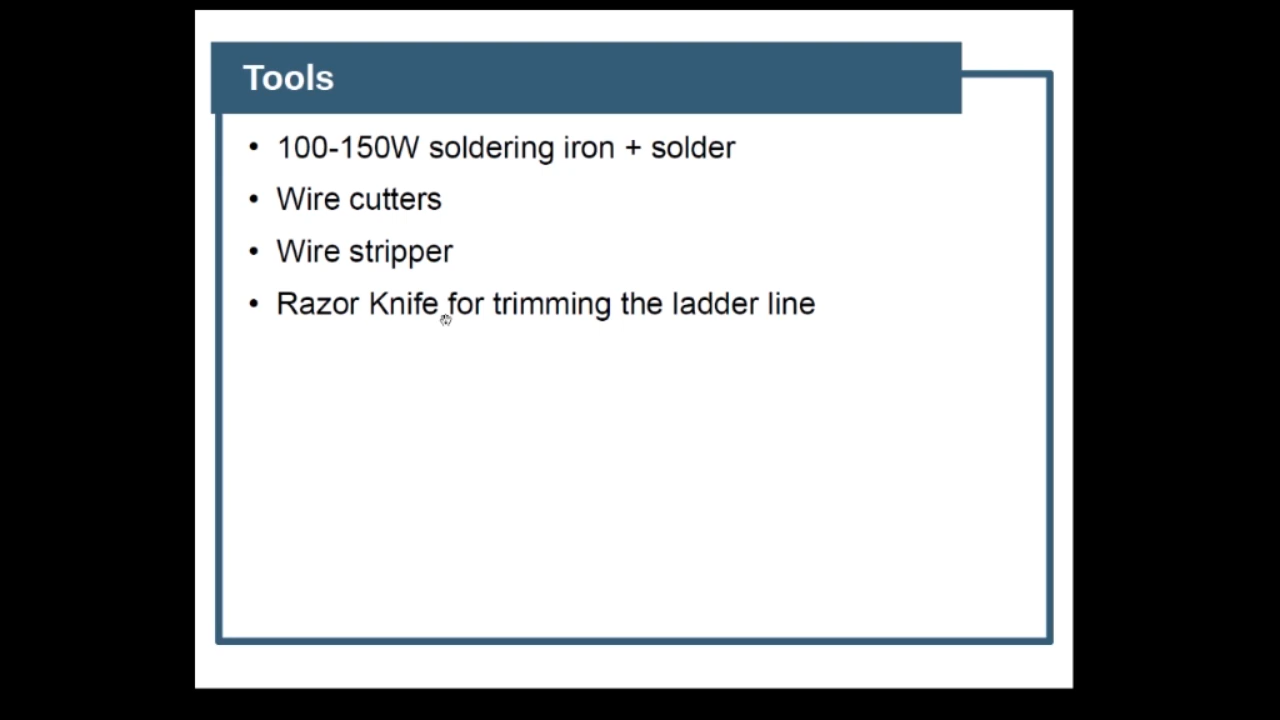 Tools
• 100-150W soldering iron + solder
• Wire cutters
• Wire stripper
• Razor Knife for trimming the ladder line